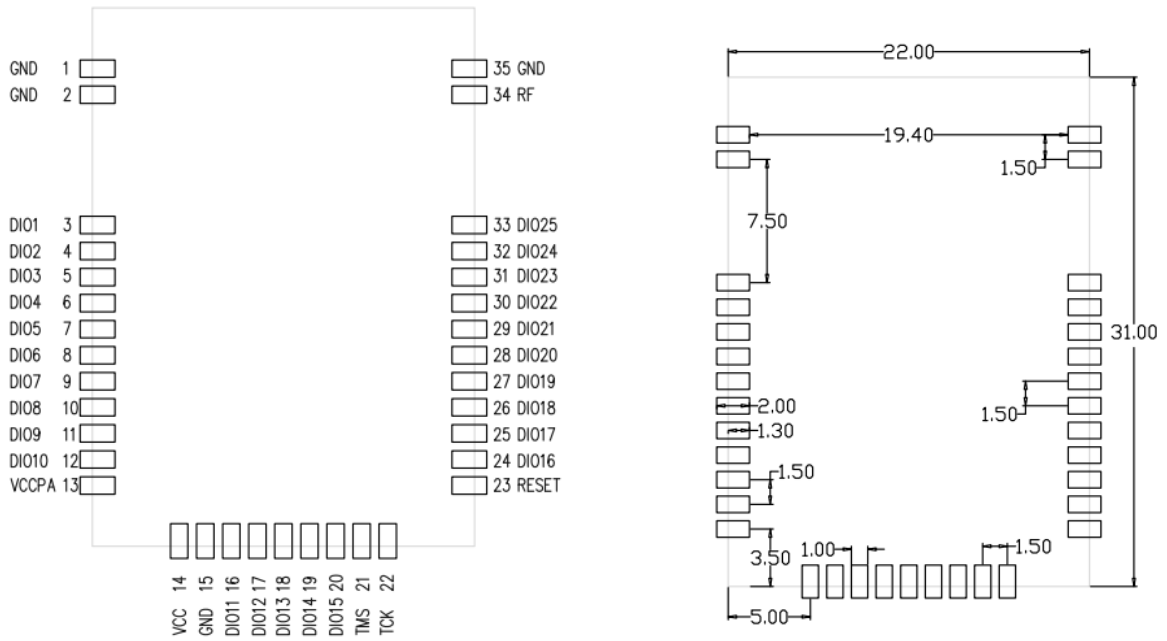 GND 1
GND 2
DIO1 3
DIO2 4
DIO3 5
DIO4 6
DIO5 7
DIO6 8
DIO7 9
DIO8 10
DIO9 11
DIO10 12
VCCPA 13
VCC 14
GND 15
DIO11 16
DIO12 17
DIO13 18
DIO14 19
DIO15 20
TMS 21
TCK 22
35 GND
34 RF
33 DIO25
32 DIO24
31 DIO23
30 DIO22
29 DIO21
28 DIO20
27 DIO19
26 DIO18
25 DIO17
24 DIO16
23 RESET
22.00
19.40
1.50
7.50
31.00
2.00
1.50
1.30
1.50
3.50
1.00
1.50
5.00